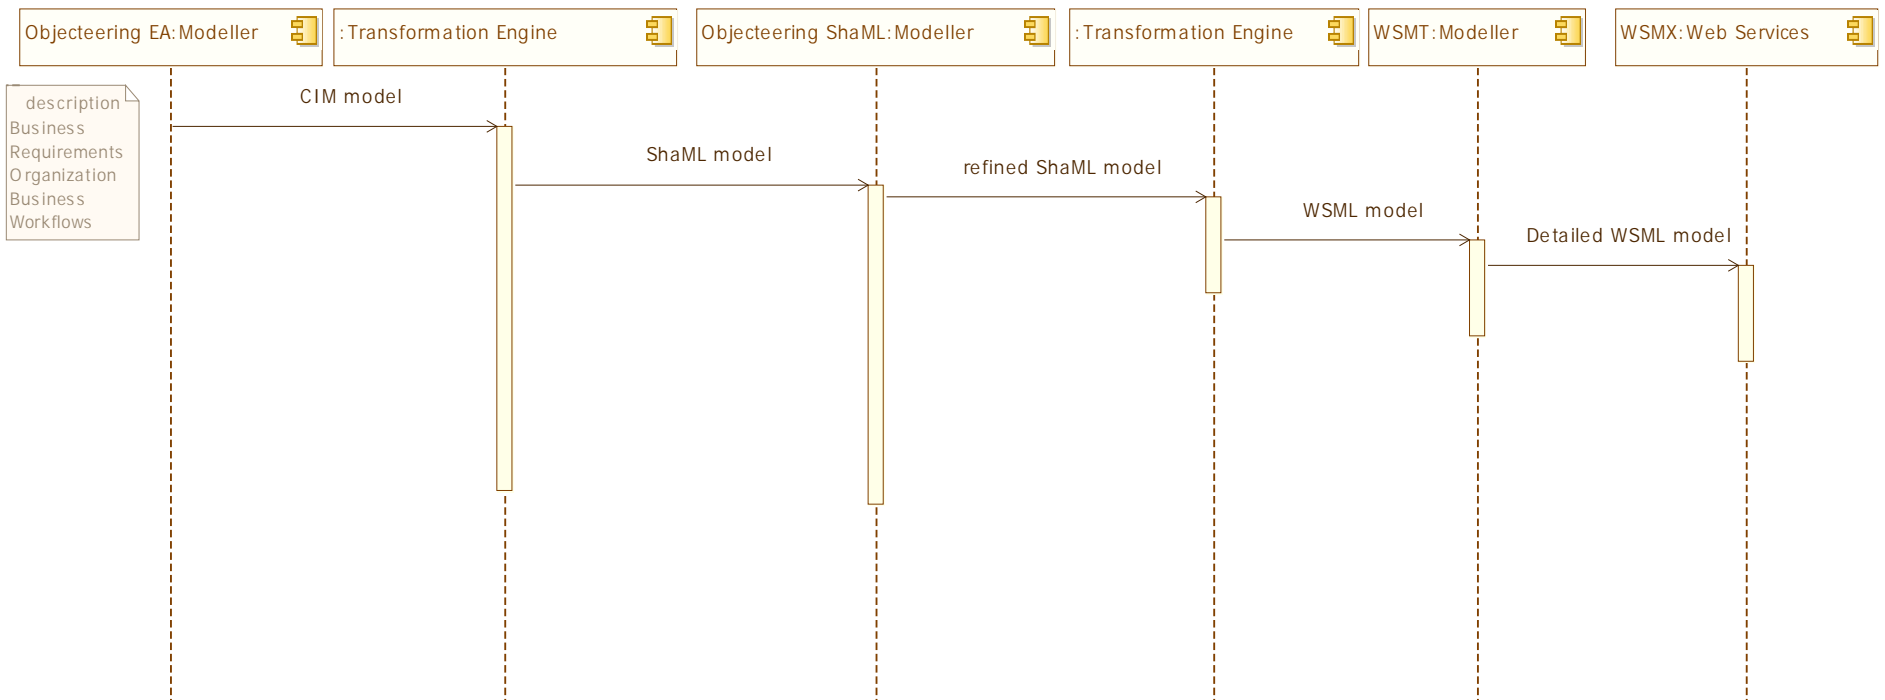 Objecteering EA:Modeller
:Transformation Engine
Objecteering ShaML:Modeller
:Transformation Engine
WSMT:Modeller
WSMX:Web Services
description
Business
Requirements
Organization
Business
Workflows
CIM model
ShaML model
refined ShaML model
WSML model
Detailed WSML model